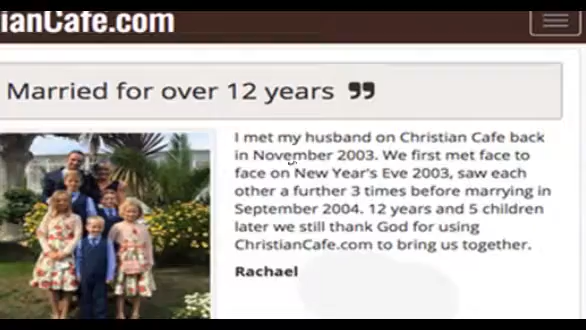 ianCafe.com
Married for over 12 years ”
I met my husband on Christian Cafe back
in November 2003. We first met face to
face on New Year's Eve 2003, saw each
other a further 3 times before marrying in
September 2004. 12 years and 5 children
later we still thank God for using
ChristianCafe.com to bring us together.
Rachael